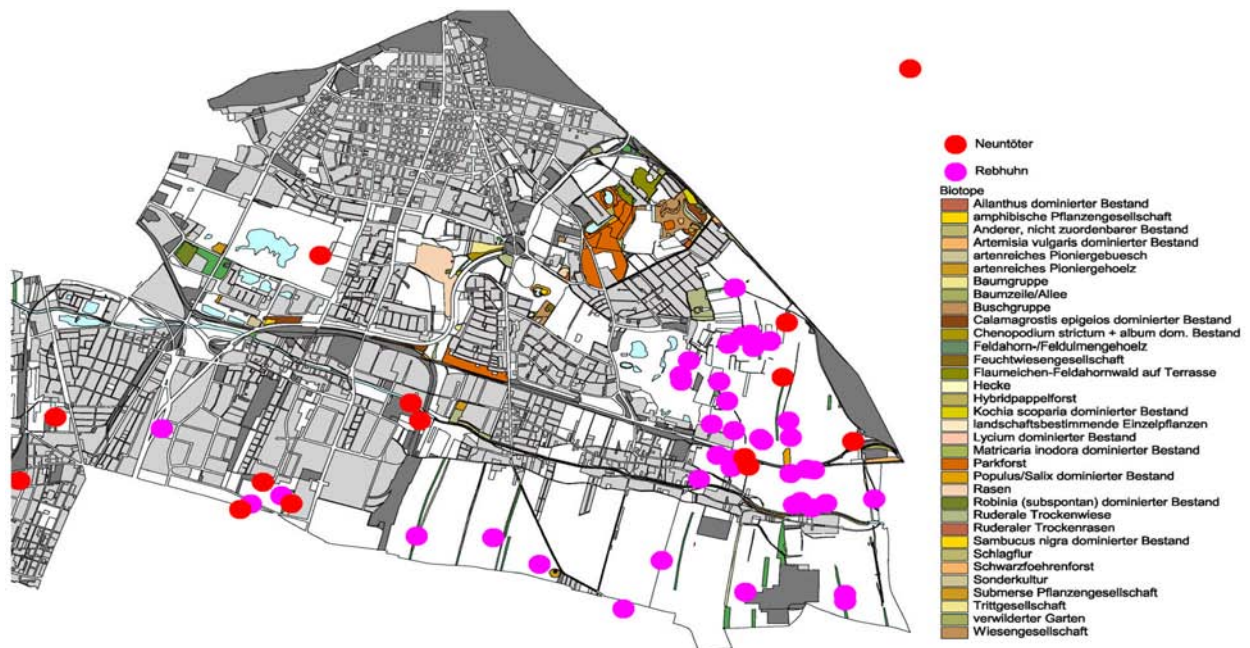 Neuntöter
Rebhuhn
Biotope
Ailanthus dominierter Bestand
amphibische Pflanzengesellschaft
Anderer, nicht zuordenbarer Bestand
Artemisia vulgaris dominierter Bestand
artenreiches Pioniergebuesch
artenreiches Pioniergehoelz
Baumgruppe
Baumzeile/Allee
Buschgruppe
Calamagrostis epigeios dominierter Bestand
Chenopodium strictum + album dom. Bestand
Feldahorn-/Feldulmengehoelz
Feuchtwiesengesellschaft
Flaumeichen-Feldahornwald auf Terrasse
Hecke
Hybridpappelforst
Kochia scoparia dominierter Bestand
landschaftsbestimmende Einzelpflanzen
Lycium dominierter Bestand
Matricaria inodora dominierter Bestand
Parkforst
Populus/Salix dominierter Bestand
Rasen
Robinia (subspontan) dominierter Bestand
Ruderale Trockenwiese
Ruderaler Trockenrasen
Sambucus nigra dominierter Bestand
Schlagflur
Schwarzfoehrenforst
Sonderkultur
Submerse Pflanzengesellschaft
Trittgesellschaft
verwilderter Garten
Wiesengesellschaft